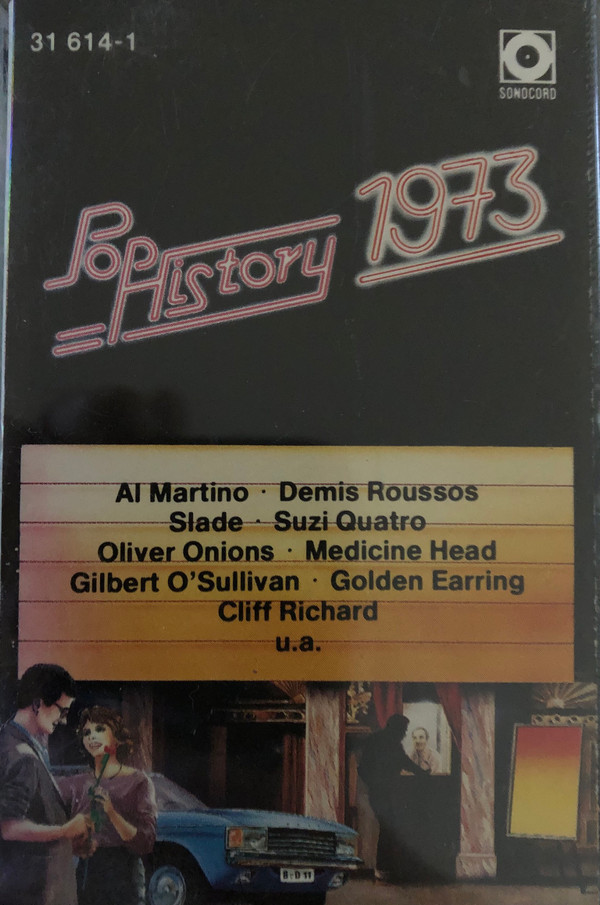 31 614-1
SONOCORD
Pop History 1973
Al Martino · Demis Roussos
Slade · Suzi Quatro
Oliver Onions · Medicine Head
Gilbert O'Sullivan · Golden Earring
Cliff Richard
u.a.